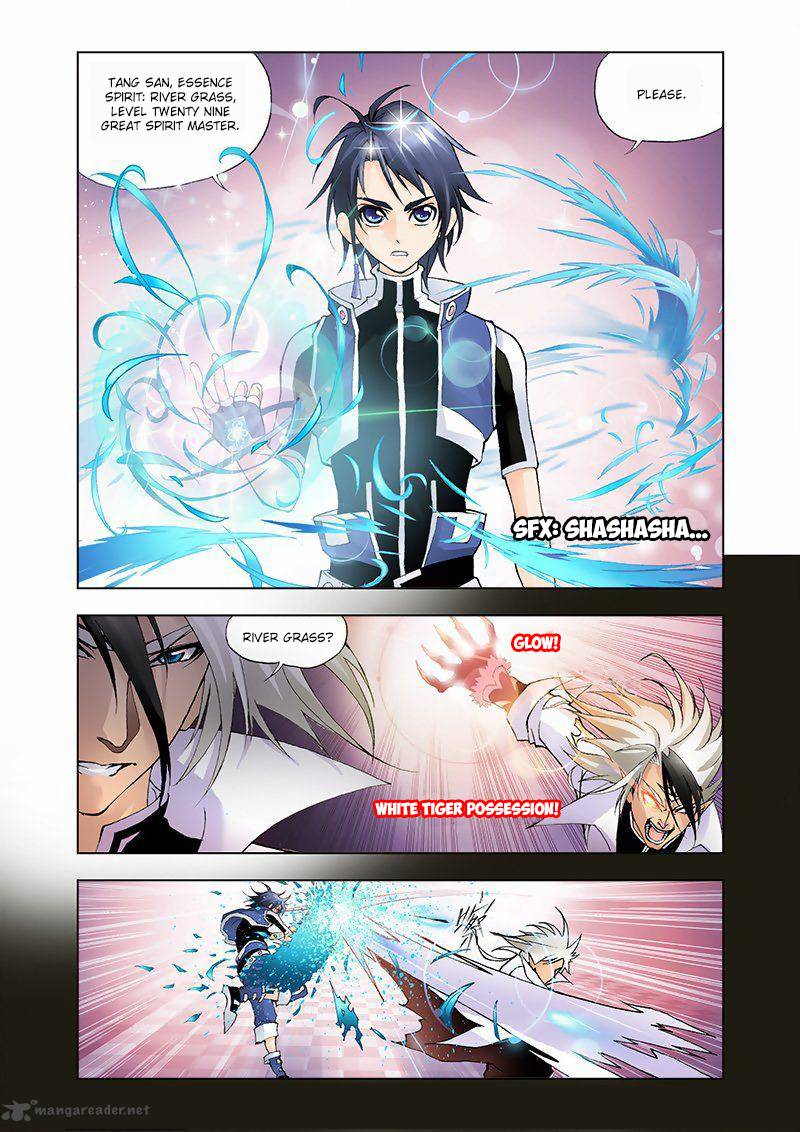 TANG SAN, ESSENCE
SPIRIT: RIVER GRASS,
LEVEL TWENTY NINE
GREAT SPIRIT MASTER.
PLEASE.
SFX: SHASHASHA...
RIVER GRASS?
GLOW!
WHITE TIGER POSSESSION!
mangareader.net